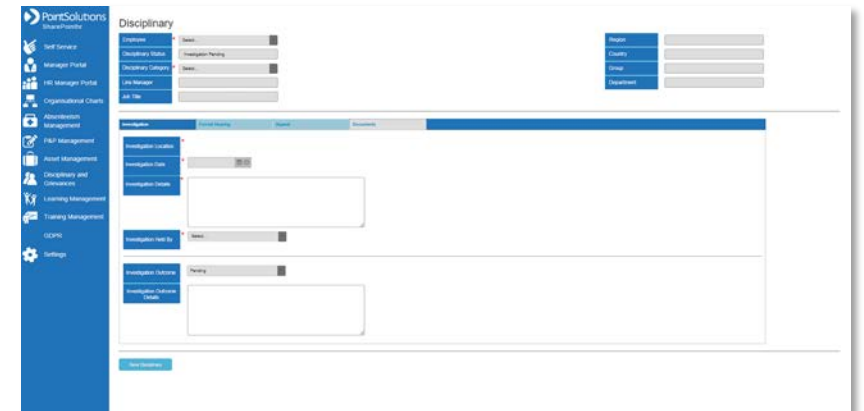 PointSolutions
SharePointHR
Self Service
Manager Portal
HR Manager Portal
Organisational Charts
Absenteeism
Management
P&P Management
Asset Management
Disciplinary and
Grievances
Learning Management
Training Management
GDPR
Settings
Disciplinary
Employee * Select...
Disciplinary Status Investigation Pending
Disciplinary Category * Select...
Line Manager
Job Title
Region
Country
Group
Department
Investigation Formal Hearing Appeal Documents
Investigation Location *
Investigation Date *
Investigation Details *
Investigation Held By * Select...
Investigation Outcome Pending
Investigation Outcome
Details
New Disciplinary